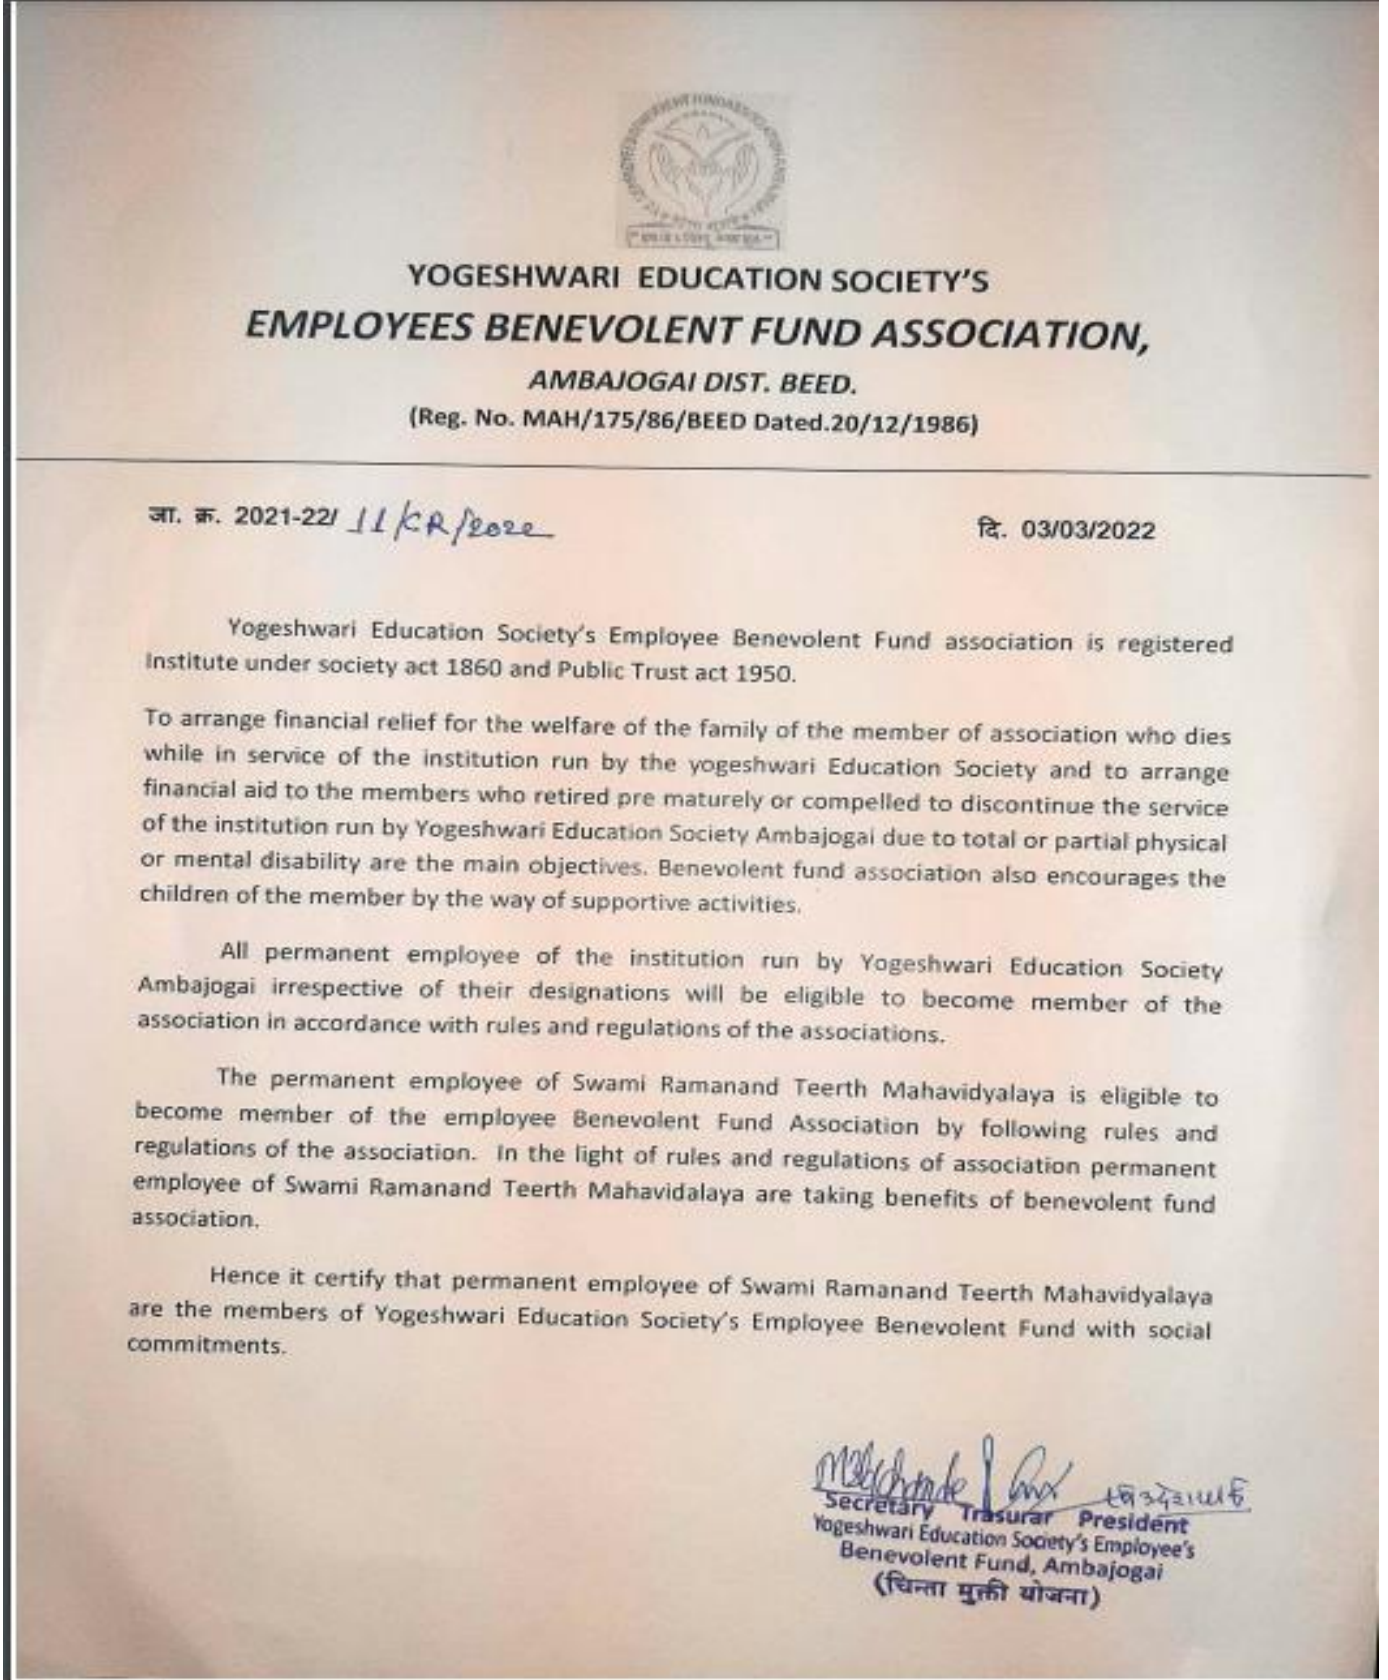 YOGESHWARI EDUCATION SOCIETY'S
EMPLOYEES BENEVOLENT FUND ASSOCIATION,
AMBAJOGAI DIST. BEED.
(Reg. No. MAH/175/86/BEED Dated.20/12/1986)
जा. क्र. 2021-22/ 11/CR/2022
दि. 03/03/2022
Yogeshwari Education Society's Employee Benevolent Fund association is registered
Institute under society act 1860 and Public Trust act 1950.
To arrange financial relief for the welfare of the family of the member of association who dies
while in service of the institution run by the yogeshwari Education Society and to arrange
financial aid to the members who retired pre maturely or compelled to discontinue the service
of the institution run by Yogeshwari Education Society Ambajogai due to total or partial physical
or mental disability are the main objectives. Benevolent fund association also encourages the
children of the member by the way of supportive activities.
All permanent employee of the institution run by Yogeshwari Education Society
Ambajogai irrespective of their designations will be eligible to become member of the
association in accordance with rules and regulations of the associations.
The permanent employee of Swami Ramanand Teerth Mahavidyalaya is eligible to
become member of the employee Benevolent Fund Association by following rules and
regulations of the association. In the light of rules and regulations of association permanent
employee of Swami Ramanand Teerth Mahavidalaya are taking benefits of benevolent fund
association.
Hence it certify that permanent employee of Swami Ramanand Teerth Mahavidyalaya
are the members of Yogeshwari Education Society's Employee Benevolent Fund with social
commitments.
Secretary Trasurar President
Yogeshwari Education Society's Employee's
Benevolent Fund, Ambajogai
(चिन्ता मुक्ती योजना)